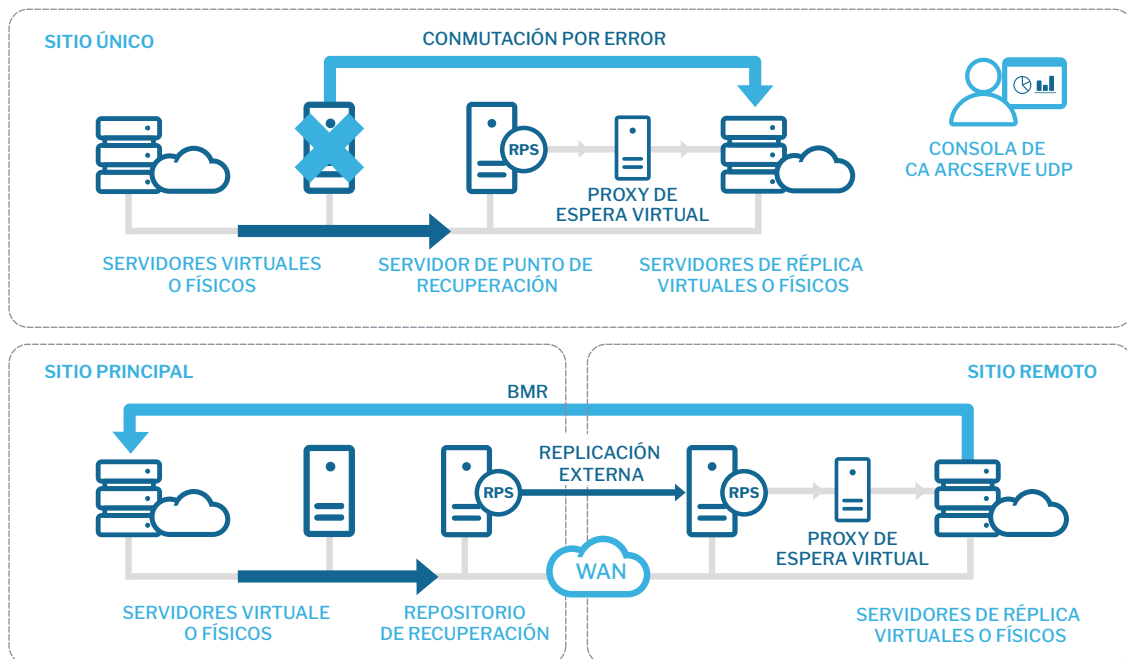 SITIO ÚNICO
CONMUTACIÓN POR ERROR
RPS
PROXY DE
ESPERA VIRTUAL
CONSOLA DE
CA ARCSERVE UDP
SERVIDORES VIRTUALES
O FÍSICOS
SERVIDOR DE PUNTO DE
RECUPERACIÓN
SERVIDORES DE RÉPLICA
VIRTUALES O FÍSICOS
SITIO PRINCIPAL
SITIO REMOTO
BMR
REPLICACIÓN
EXTERNA
RPS
RPS
PROXY DE
ESPERA VIRTUAL
WAN
SERVIDORES VIRTUALE
O FÍSICOS
REPOSITORIO
DE RECUPERACIÓN
SERVIDORES DE RÉPLICA
VIRTUALES O FÍSICOS